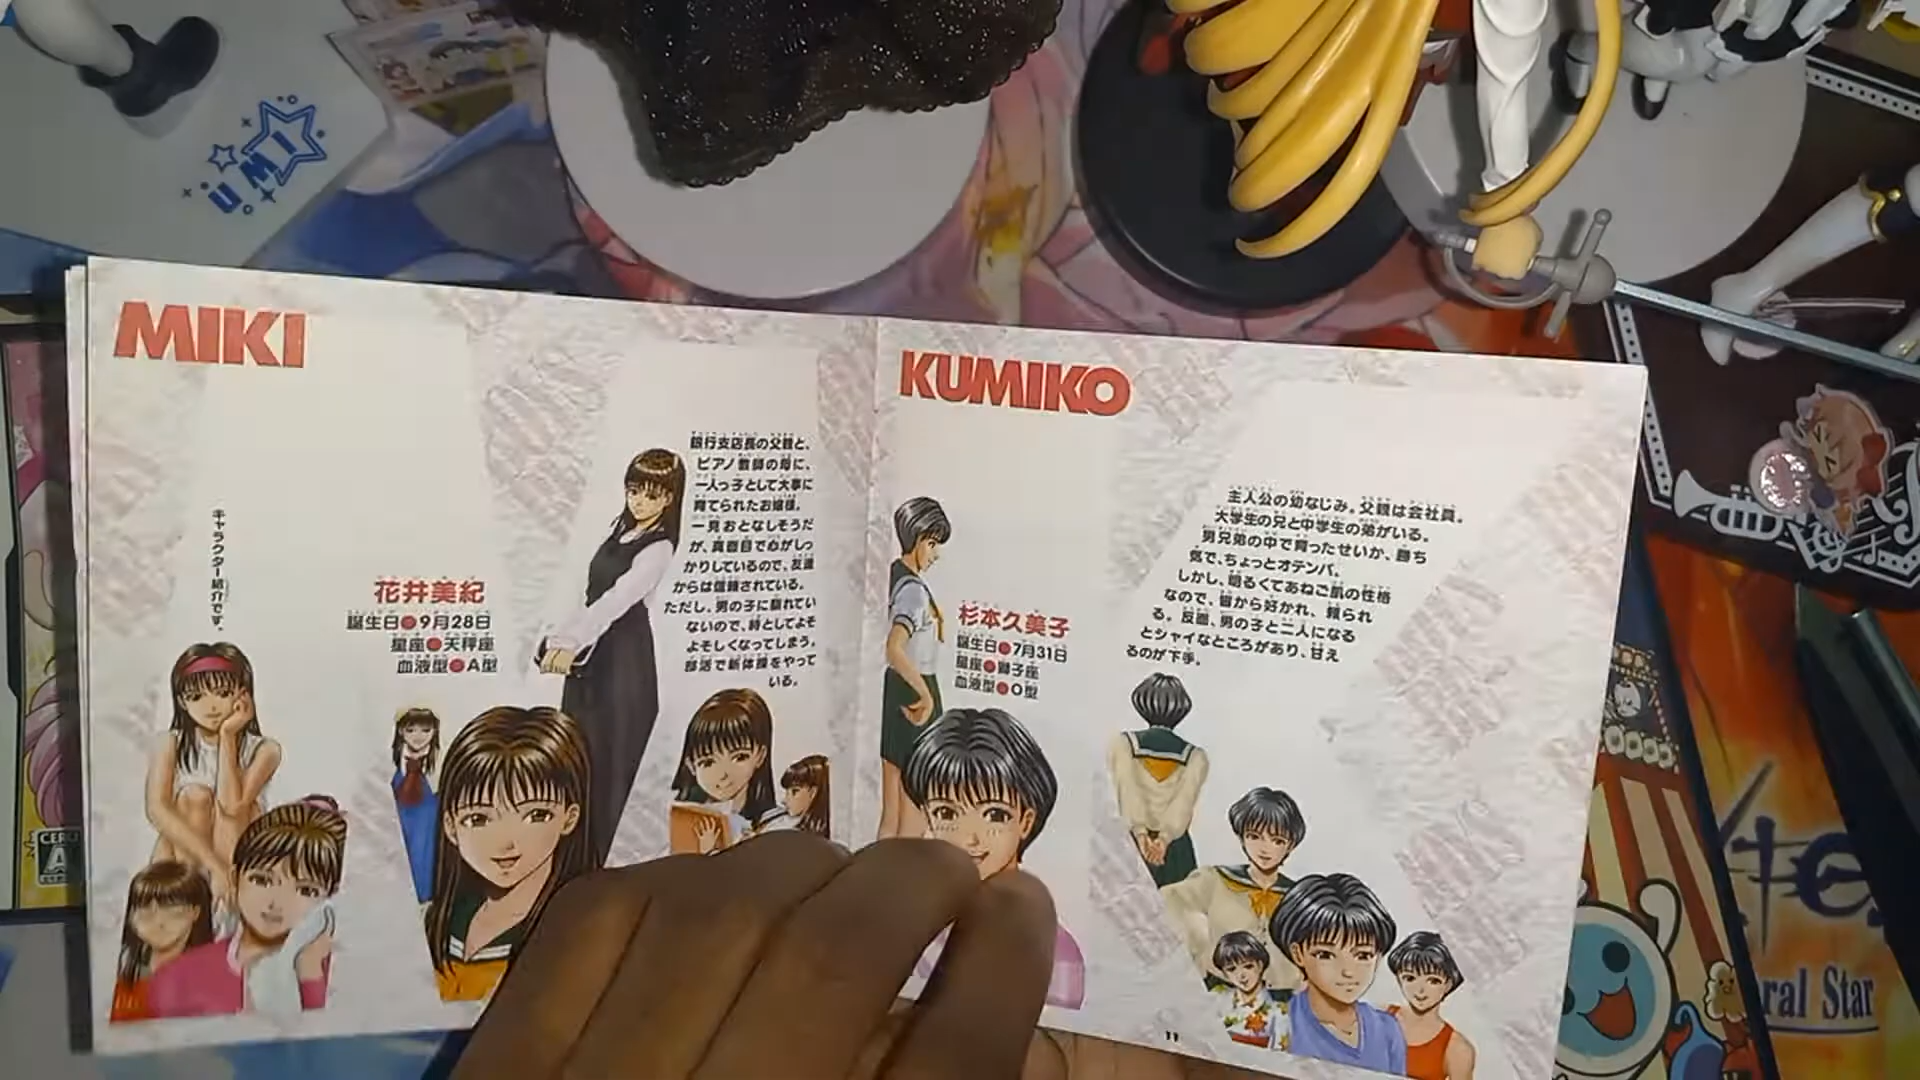 MIKI
キャラクター紹介です。
花井美紀
誕生日●9月28日
星座●天秤座
血液型●A型
銀行支店長の父親と、
ピアノ教師の母に、
一人っ子として大事に
育てられたお嬢様。
一見おとなしそうだ
が、真面目で心がしっ
かりしているので、友達
からは信頼されている。
ただし、男の子に馴れてい
ないので、時としてよそ
よそしくなってしまう。
部活で新体操をやって
いる。
KUMIKO
杉本久美子
誕生日●7月31日
星座●獅子座
血液型●O型
主人公の幼なじみ。父親は会社員。
大学生の兄と中学生の弟がいる。
男兄弟の中で育ったせいか、勝ち
気で、ちょっとオテンバ。
しかし、明るくてあねご肌の性格
なので、皆から好かれ、頼られ
る。反面、男の子と二人になる
とシャイなところがあり、甘え
るのが下手。
11
CERO
A
ral Star